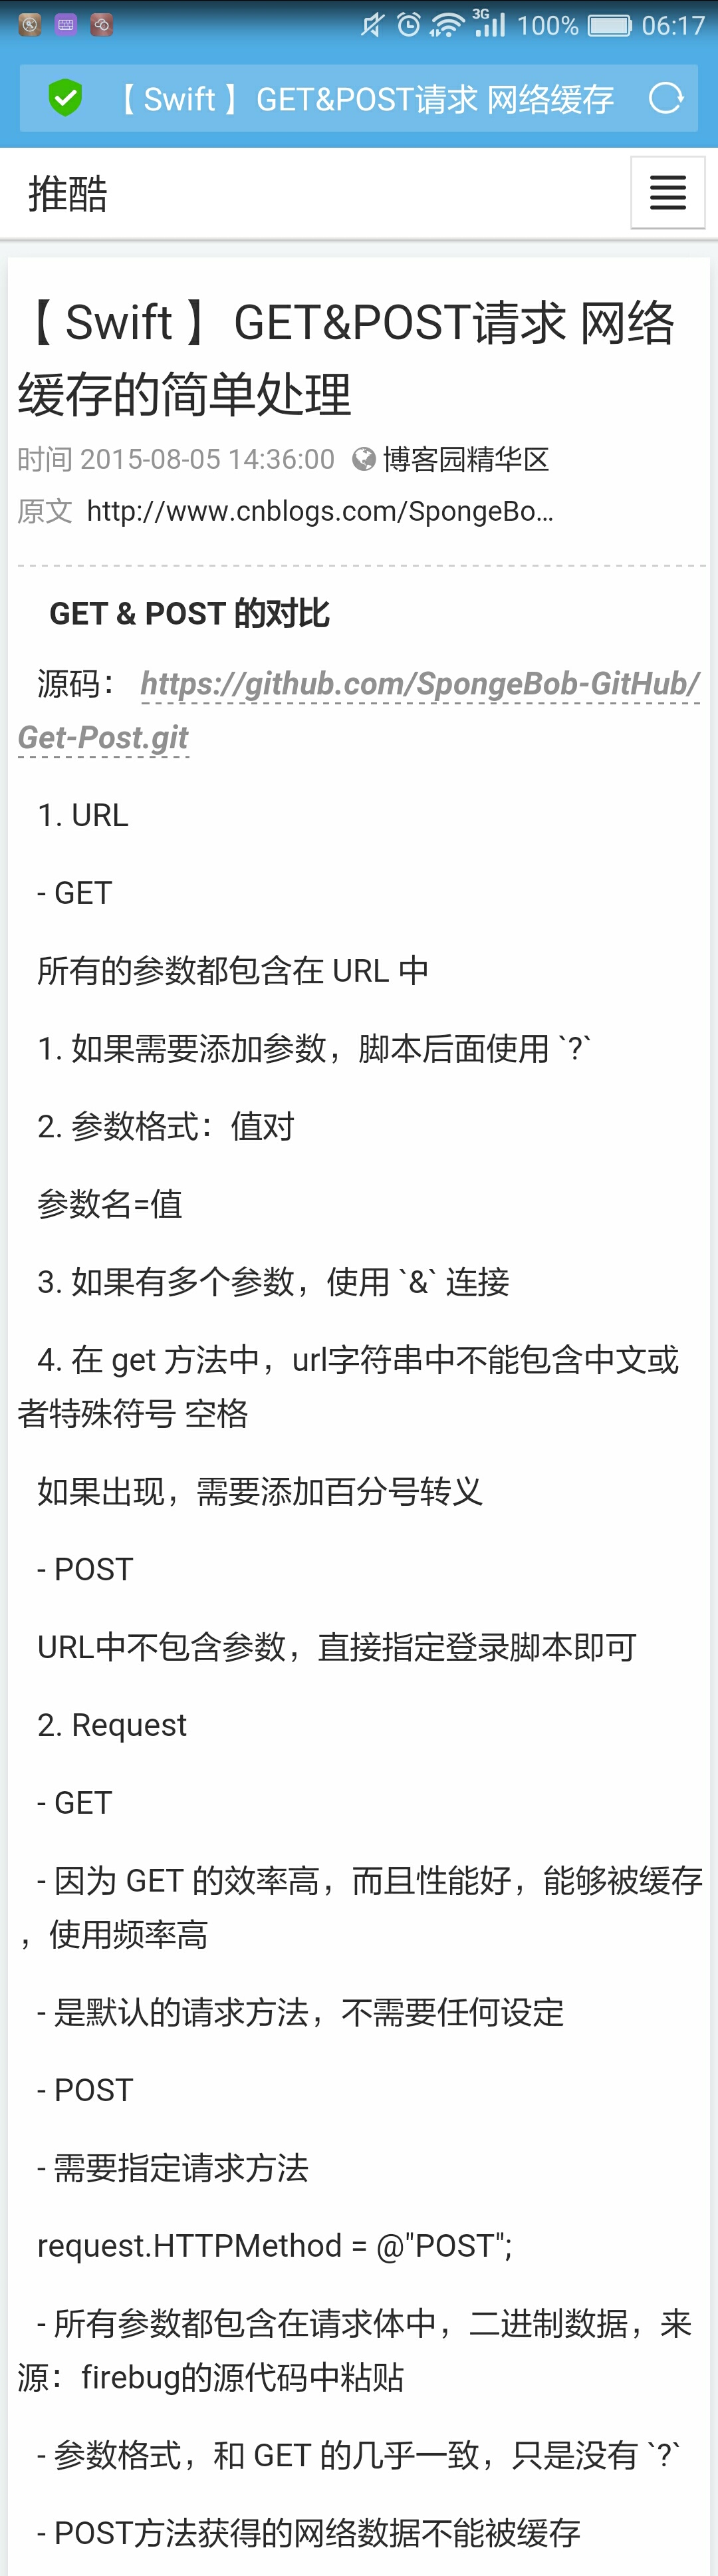 3G
100%
06:17
【 Swift 】 GET&POST请求 网络缓存
推酷
【 Swift 】 GET&POST请求 网络
缓存的简单处理
时间 2015-08-05 14:36:00 博客园精华区
原文 http://www.cnblogs.com/SpongeBo...
GET & POST 的对比
源码： https://github.com/SpongeBob-GitHub/
Get-Post.git
1. URL
- GET
所有的参数都包含在 URL 中
1. 如果需要添加参数，脚本后面使用 `?`
2. 参数格式：值对
参数名=值
3. 如果有多个参数，使用 `&` 连接
4. 在 get 方法中，url字符串中不能包含中文或
者特殊符号 空格
如果出现，需要添加百分号转义
- POST
URL中不包含参数，直接指定登录脚本即可
2. Request
- GET
- 因为 GET 的效率高，而且性能好，能够被缓存
，使用频率高
- 是默认的请求方法，不需要任何设定
- POST
- 需要指定请求方法
request.HTTPMethod = @"POST";
- 所有参数都包含在请求体中，二进制数据，来
源：firebug的源代码中粘贴
- 参数格式，和 GET 的几乎一致，只是没有 `?`
- POST方法获得的网络数据不能被缓存